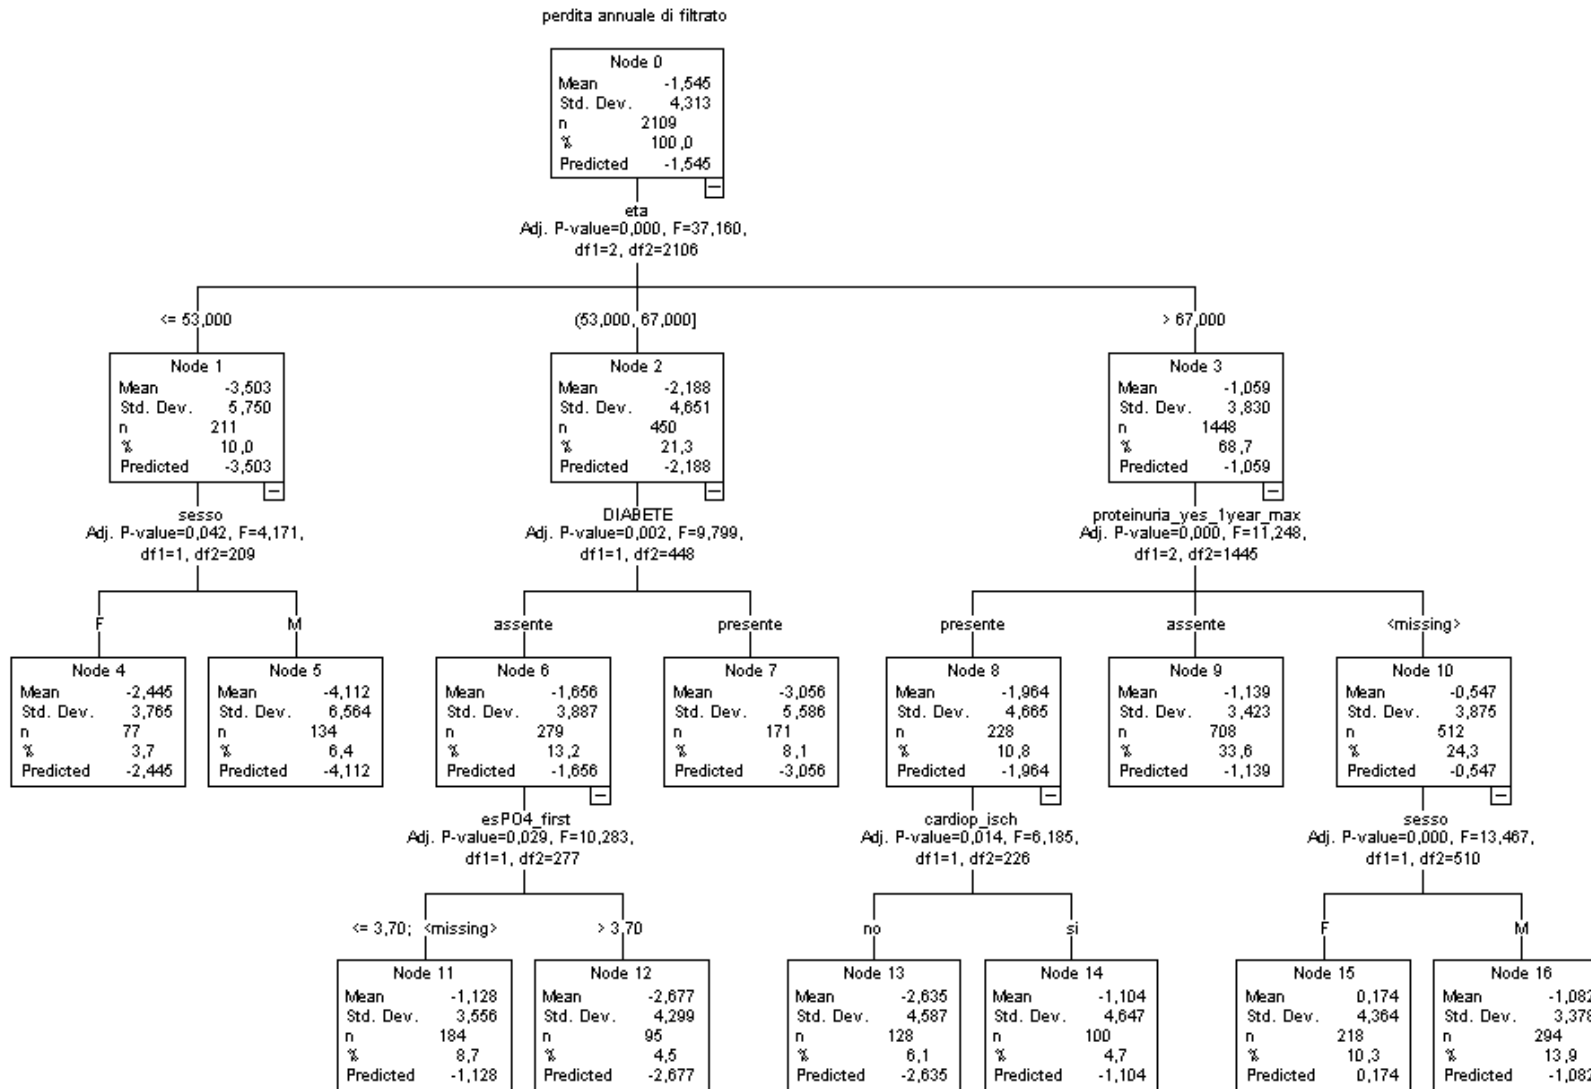 perdita annuale di filtrato
Node 0
Mean -1,545
Std. Dev. 4,313
n 2109
% 100,0
Predicted -1,545
eta
Adj. P-value=0,000, F=37,160,
df1=2, df2=2106
<= 53,000
(53,000, 67,000]
> 67,000
Node 1
Mean -3,503
Std. Dev. 5,750
n 211
% 10,0
Predicted -3,503
Node 2
Mean -2,188
Std. Dev. 4,651
n 450
% 21,3
Predicted -2,188
Node 3
Mean -1,059
Std. Dev. 3,830
n 1448
% 68,7
Predicted -1,059
sesso
Adj. P-value=0,042, F=4,171,
df1=1, df2=209
DIABETE
Adj. P-value=0,002, F=9,799,
df1=1, df2=448
proteinuria_yes_1year_max
Adj. P-value=0,000, F=11,248,
df1=2, df2=1445
F
M
assente
presente
presente
assente
<missing>
Node 4
Mean -2,445
Std. Dev. 3,765
n 77
% 3,7
Predicted -2,445
Node 5
Mean -4,112
Std. Dev. 6,564
n 134
% 6,4
Predicted -4,112
Node 6
Mean -1,656
Std. Dev. 3,887
n 279
% 13,2
Predicted -1,656
Node 7
Mean -3,056
Std. Dev. 5,586
n 171
% 8,1
Predicted -3,056
Node 8
Mean -1,964
Std. Dev. 4,665
n 228
% 10,8
Predicted -1,964
Node 9
Mean -1,139
Std. Dev. 3,423
n 708
% 33,6
Predicted -1,139
Node 10
Mean -0,547
Std. Dev. 3,875
n 512
% 24,3
Predicted -0,547
esPO4_first
Adj. P-value=0,029, F=10,283,
df1=1, df2=277
cardiop_isch
Adj. P-value=0,014, F=6,185,
df1=1, df2=226
sesso
Adj. P-value=0,000, F=13,467,
df1=1, df2=510
<= 3,70; <missing>
> 3,70
no
si
F
M
Node 11
Mean -1,128
Std. Dev. 3,556
n 184
% 8,7
Predicted -1,128
Node 12
Mean -2,677
Std. Dev. 4,299
n 95
% 4,5
Predicted -2,677
Node 13
Mean -2,635
Std. Dev. 4,587
n 128
% 6,1
Predicted -2,635
Node 14
Mean -1,104
Std. Dev. 4,647
n 100
% 4,7
Predicted -1,104
Node 15
Mean 0,174
Std. Dev. 4,364
n 218
% 10,3
Predicted 0,174
Node 16
Mean -1,082
Std. Dev. 3,378
n 294
% 13,9
Predicted -1,082